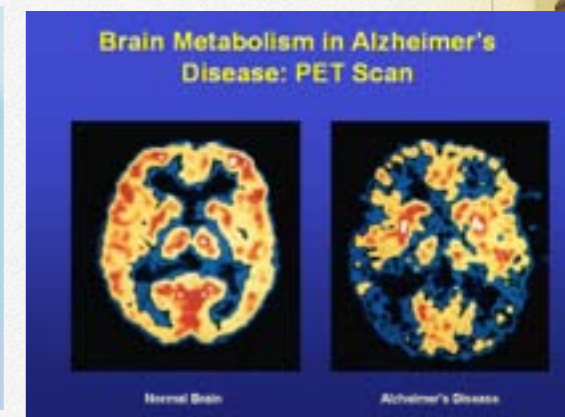 Brain Metabolism in Alzheimer's
Disease: PET Scan
Normal Brain
Alzheimer's Disease